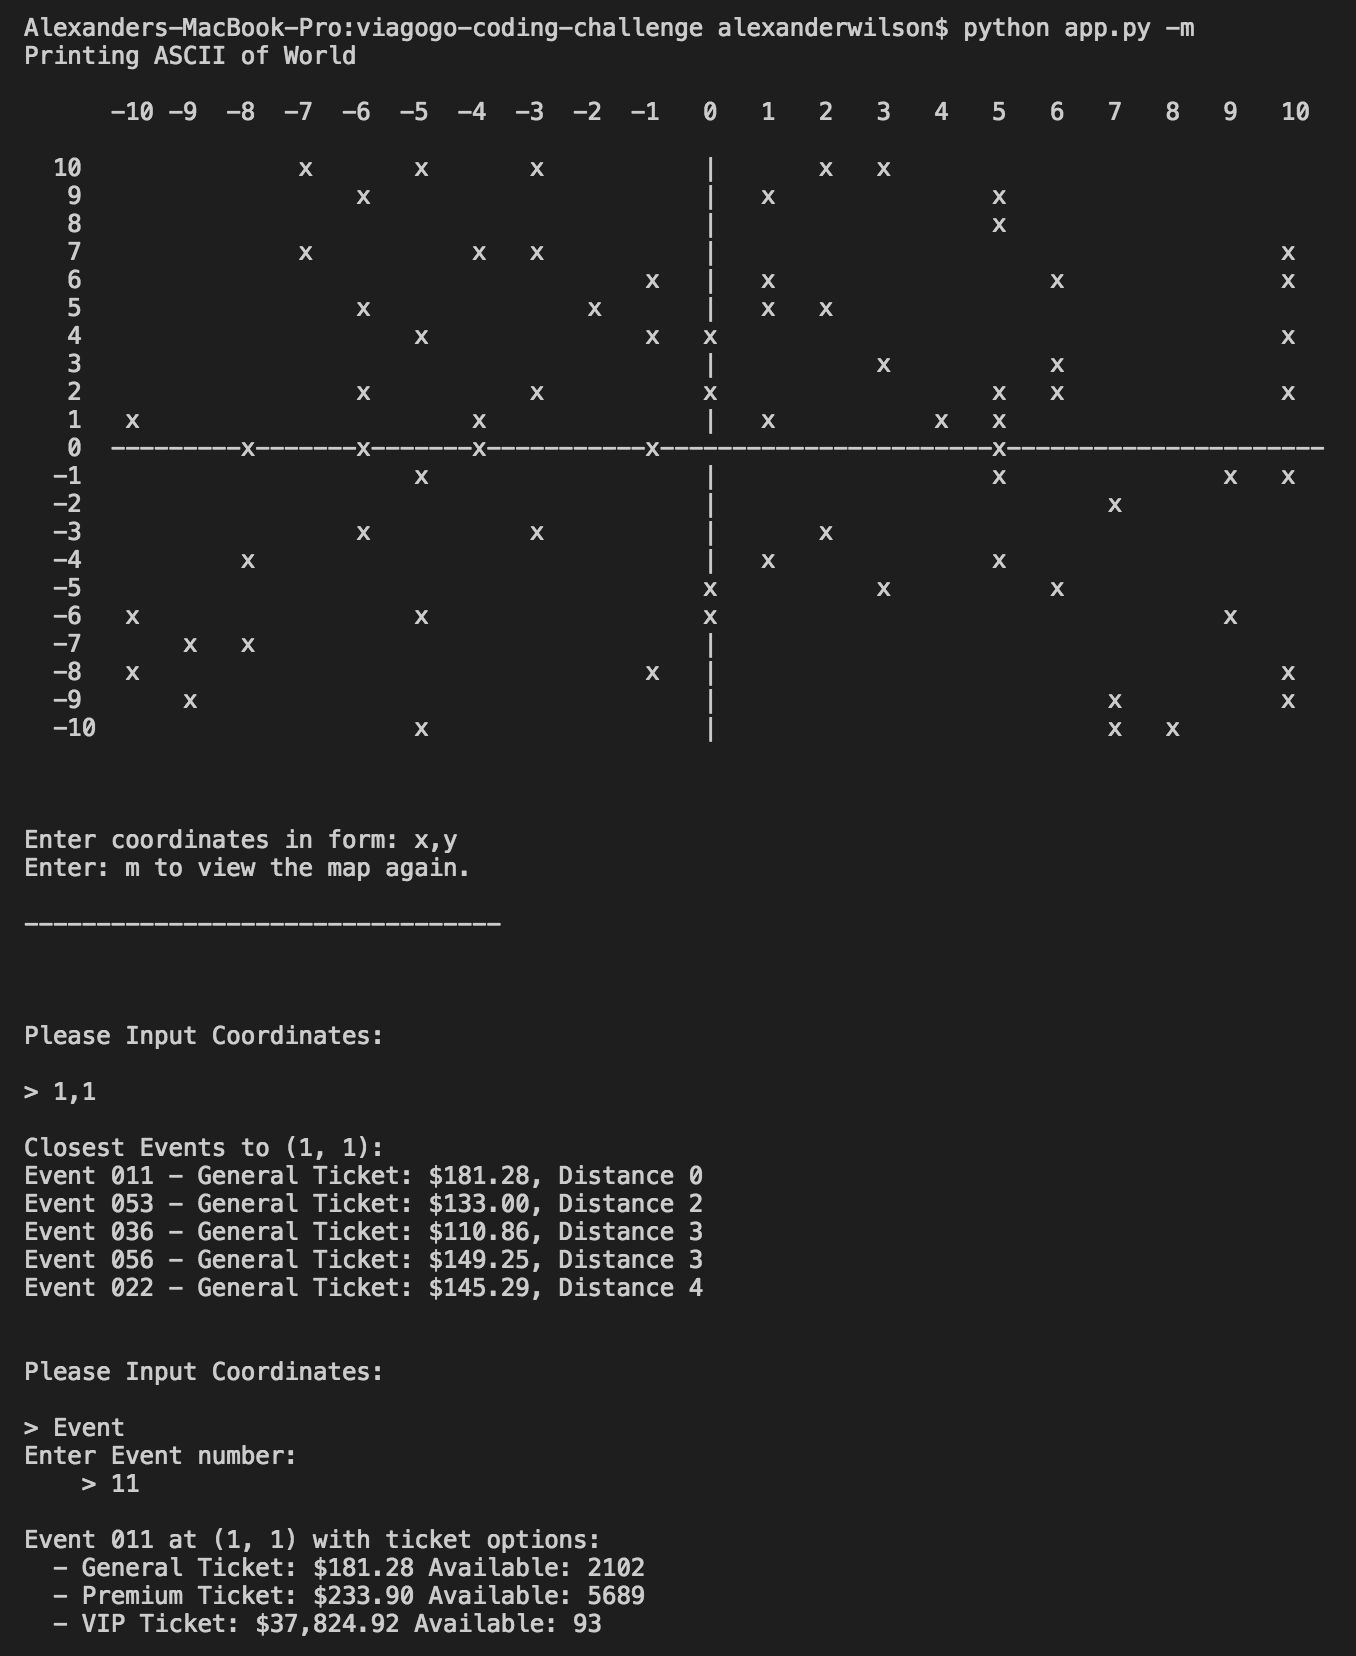 Alexanders-MacBook-Pro:viagogo-coding-challenge alexanderwilson$ python app.py -m
Printing ASCII of World

      -10 -9  -8  -7  -6  -5  -4  -3  -2  -1   0   1   2   3   4   5   6   7   8   9   10

  10               x       x       x           |       x   x
   9                   x                       |   x               x
   8                                           |                   x
   7               x           x   x           |                                       x
   6                                       x   |   x                   x               x
   5                   x               x       |   x   x
   4                       x               x   x                                       x
   3                                           |           x           x
   2                   x           x           x                   x   x               x
   1   x                       x               |   x           x   x
   0  ---------x-------x-------x-----------x-----------------------x----------------------
  -1                       x                   |                   x               x   x
  -2                                           |                           x
  -3                   x           x           |       x
  -4           x                               |   x               x
  -5                                           x           x           x
  -6   x                   x                   x                                   x
  -7       x   x                               |
  -8   x                                   x   |                                       x
  -9       x                                   |                           x           x
  -10                      x                   |                           x   x

Enter coordinates in form: x,y
Enter: m to view the map again.

---------------------------------

Please Input Coordinates:

> 1,1

Closest Events to (1, 1):
Event 011 - General Ticket: $181.28, Distance 0
Event 053 - General Ticket: $133.00, Distance 2
Event 036 - General Ticket: $110.86, Distance 3
Event 056 - General Ticket: $149.25, Distance 3
Event 022 - General Ticket: $145.29, Distance 4

Please Input Coordinates:

> Event
Enter Event number:
    > 11

Event 011 at (1, 1) with ticket options:
  - General Ticket: $181.28 Available: 2102
  - Premium Ticket: $233.90 Available: 5689
  - VIP Ticket: $37,824.92 Available: 93